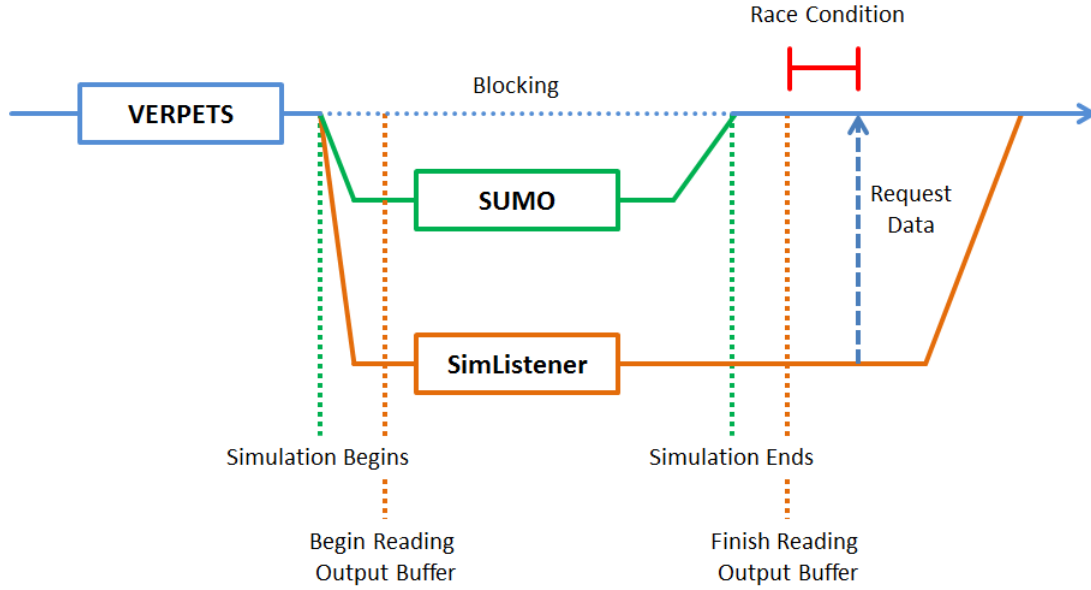 Race Condition
Blocking
VERPETS
SUMO
Request
Data
SimListener
Simulation Begins
Simulation Ends
Begin Reading
Output Buffer
Finish Reading
Output Buffer